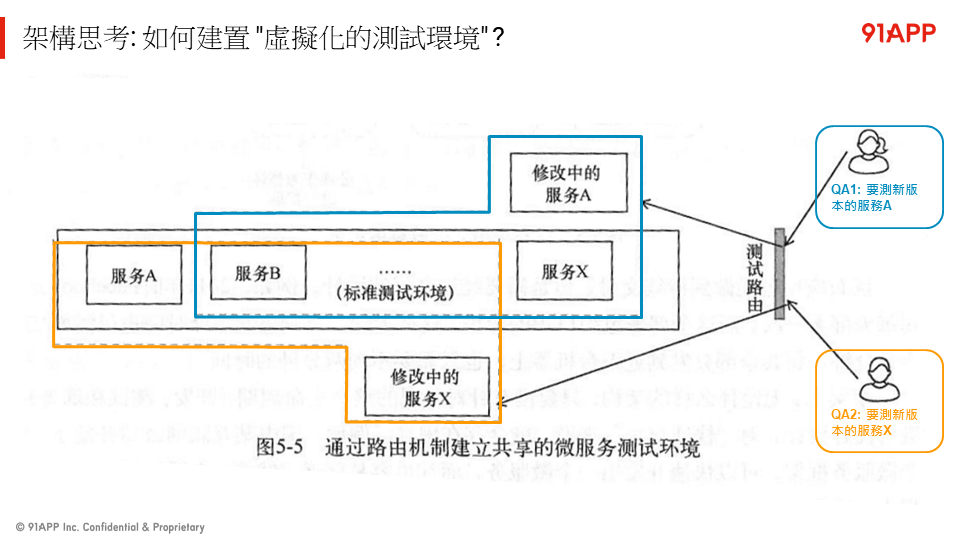 架構思考: 如何建置 "虛擬化的測試環境" ?
91APP
修改中的
服务A
QA1: 要測新版
本的服務A
服务A
服务B
……
(标准测试环境)
服务X
测试路由
修改中的
服务X
QA2: 要測新版
本的服務X
图5-5 通过路由机制建立共享的微服务测试环境
© 91APP Inc. Confidential & Proprietary